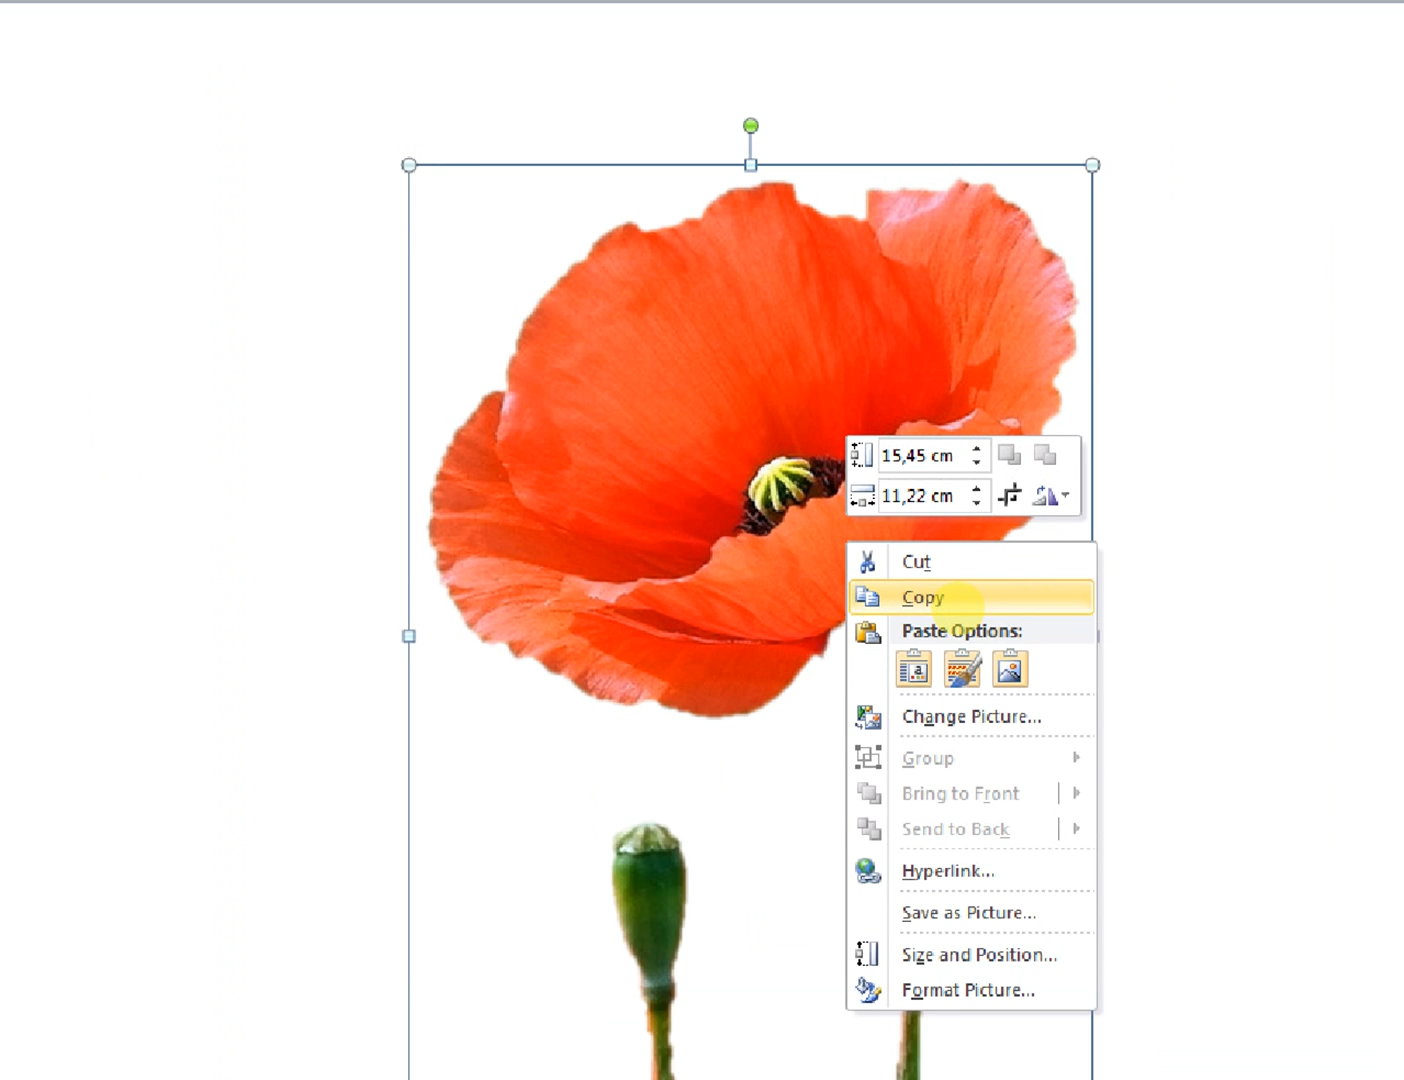 15,45 cm
11,22 cm
Cut
Copy
Paste Options:
Change Picture...
Group
Bring to Front
Send to Back
Hyperlink...
Save as Picture...
Size and Position...
Format Picture...